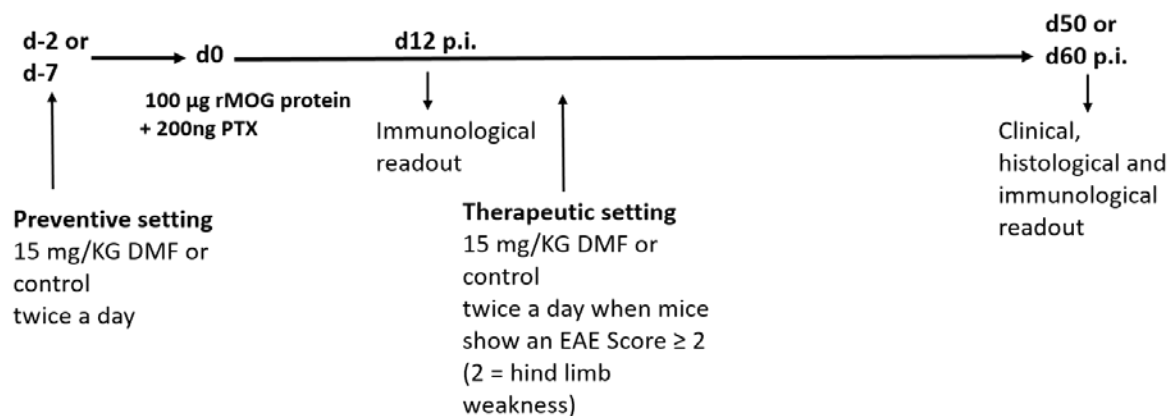 d-2 or
d-7
d0
d12 p.i.
d50 or
d60 p.i.
100 µg rMOG protein
+ 200ng PTX
Immunological
readout
Clinical,
histological and
immunological
readout
Preventive setting
15 mg/KG DMF or
control
twice a day
Therapeutic setting
15 mg/KG DMF or
control
twice a day when mice
show an EAE Score ≥ 2
(2 = hind limb
weakness)